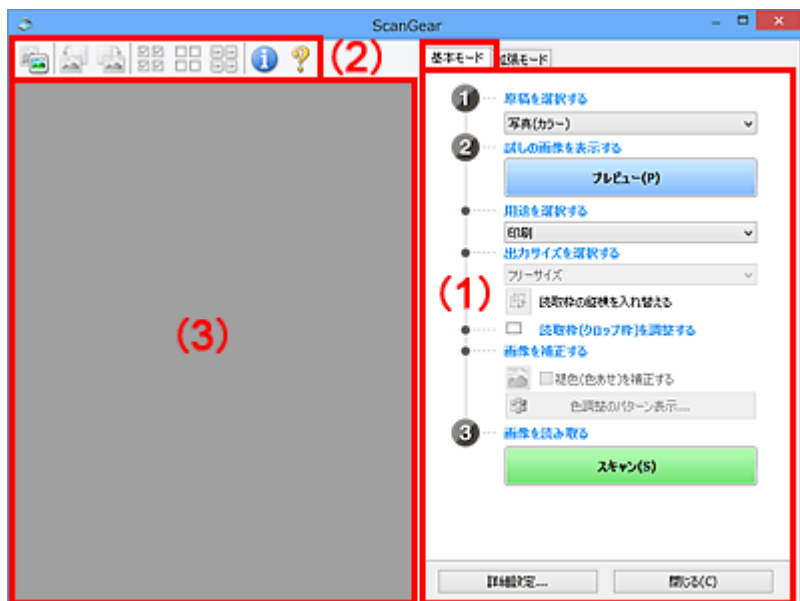 ScanGear
(2)
基本モード
拡張モード
1 原稿を選択する
写真(カラー)
2 試しの画像を表示する
プレビュー(P)
用途を選択する
印刷
出力サイズを選択する
フリーサイズ
(1)
読取枠の縦横を入れ替える
(3)
読取枠(クロップ枠)を調整する
画像を補正する
褪色(色あせ)を補正する
色調整のパターン表示...
3 画像を読み取る
スキャン(S)
詳細設定...
閉じる(C)